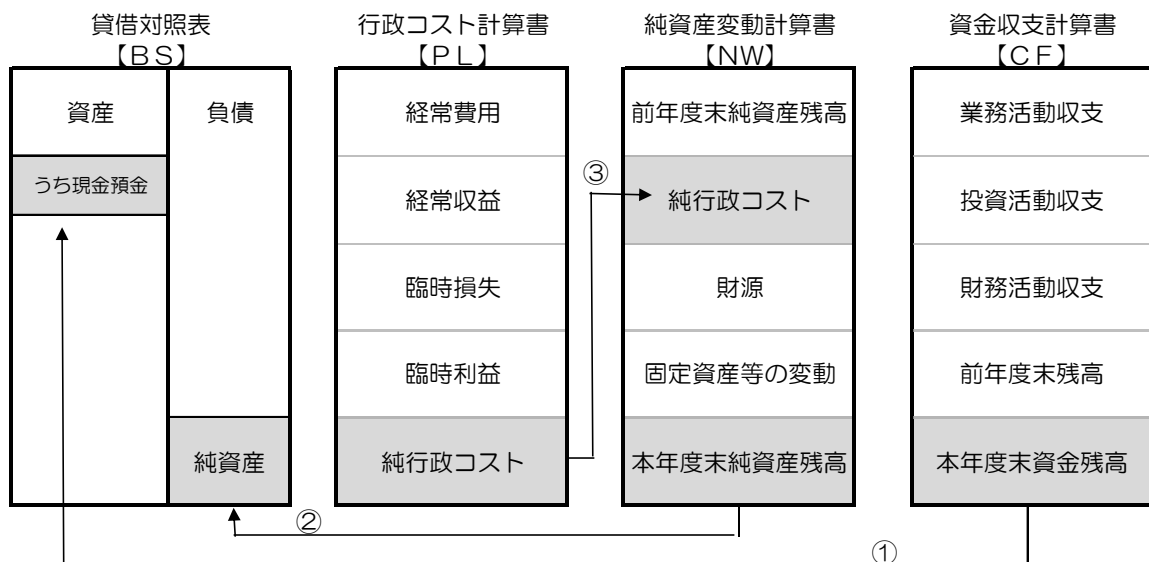 貸借対照表
【BS】
資産
負債
うち現金預金
純資産
行政コスト計算書
【PL】
経常費用
経常収益
臨時損失
臨時利益
純行政コスト
③
純資産変動計算書
【NW】
前年度末純資産残高
純行政コスト
財源
固定資産等の変動
本年度末純資産残高
②
資金収支計算書
【CF】
業務活動収支
投資活動収支
財務活動収支
前年度末残高
本年度末資金残高
①